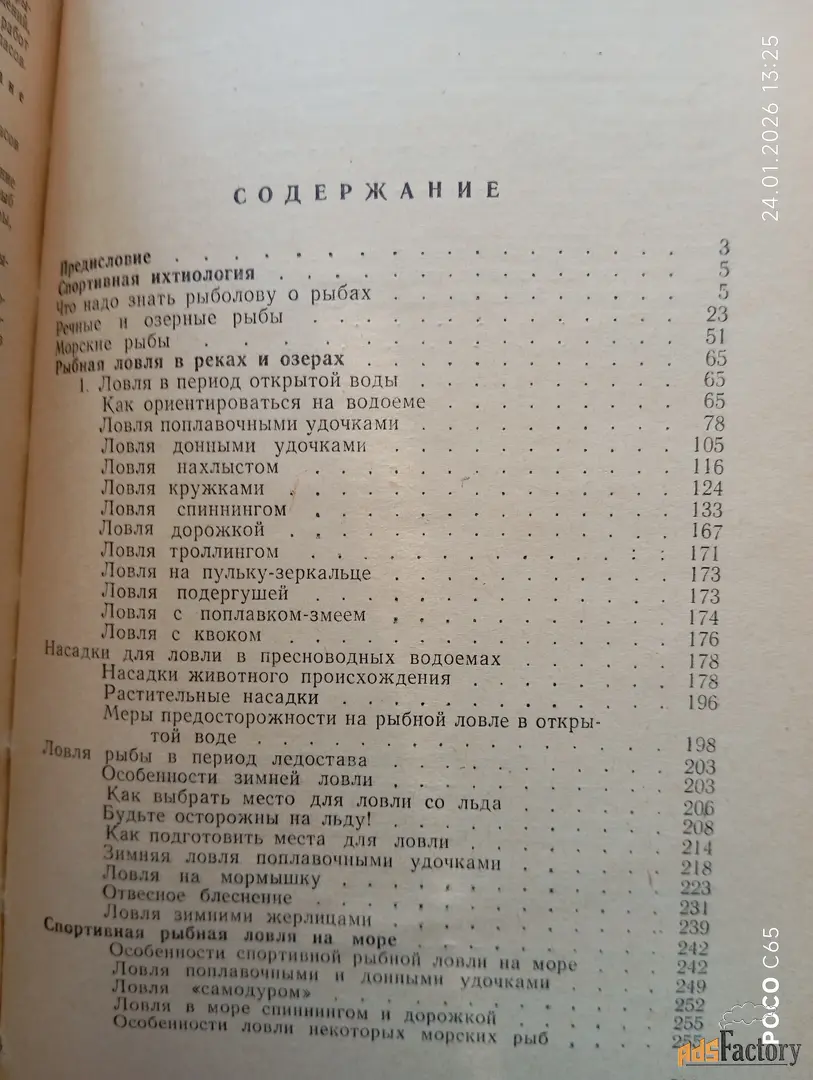 СОДЕРЖАНИЕ
Предисловие . . . 3
Спортивная ихтиология . . . 5
Что надо знать рыболову о рыбах . . . 5
Речные и озерные рыбы . . . 23
Морские рыбы . . . 51
Рыбная ловля в реках и озерах . . . 65
1. Ловля в период открытой воды . . . 65
Как ориентироваться на водоеме . . . 65
Ловля поплавочными удочками . . . 78
Ловля донными удочками . . . 105
Ловля нахлыстом . . . 116
Ловля кружками . . . 124
Ловля спиннингом . . . 133
Ловля дорожкой . . . 167
Ловля троллингом . . . 171
Ловля на пульку-зеркальце . . . 173
Ловля подергушей . . . 173
Ловля с поплавком-змеем . . . 174
Ловля с квоком . . . 176
Насадки для ловли в пресноводных водоемах . . . 178
Насадки животного происхождения . . . 178
Растительные насадки . . . 196
Меры предосторожности на рыбной ловле в откры-
той воде . . . 198
Ловля рыбы в период ледостава . . . 203
Особенности зимней ловли . . . 203
Как выбрать место для ловли со льда . . . 206
Будьте осторожны на льду! . . . 208
Как подготовить места для ловли . . . 214
Зимняя ловля поплавочными удочками . . . 218
Ловля на мормышку . . . 223
Отвесное блеснение . . . 231
Ловля зимними жерлицами . . . 239
Спортивная рыбная ловля на море . . . 242
Особенности спортивной рыбной ловли на море . . . 242
Ловля поплавочными и донными удочками . . . 249
Ловля «самодуром» . . . 252
Ловля в море спиннингом и дорожкой . . . 255
Особенности ловли некоторых морских рыб . . .
24.01.2026 13:25
POCO C65
AdsFactory